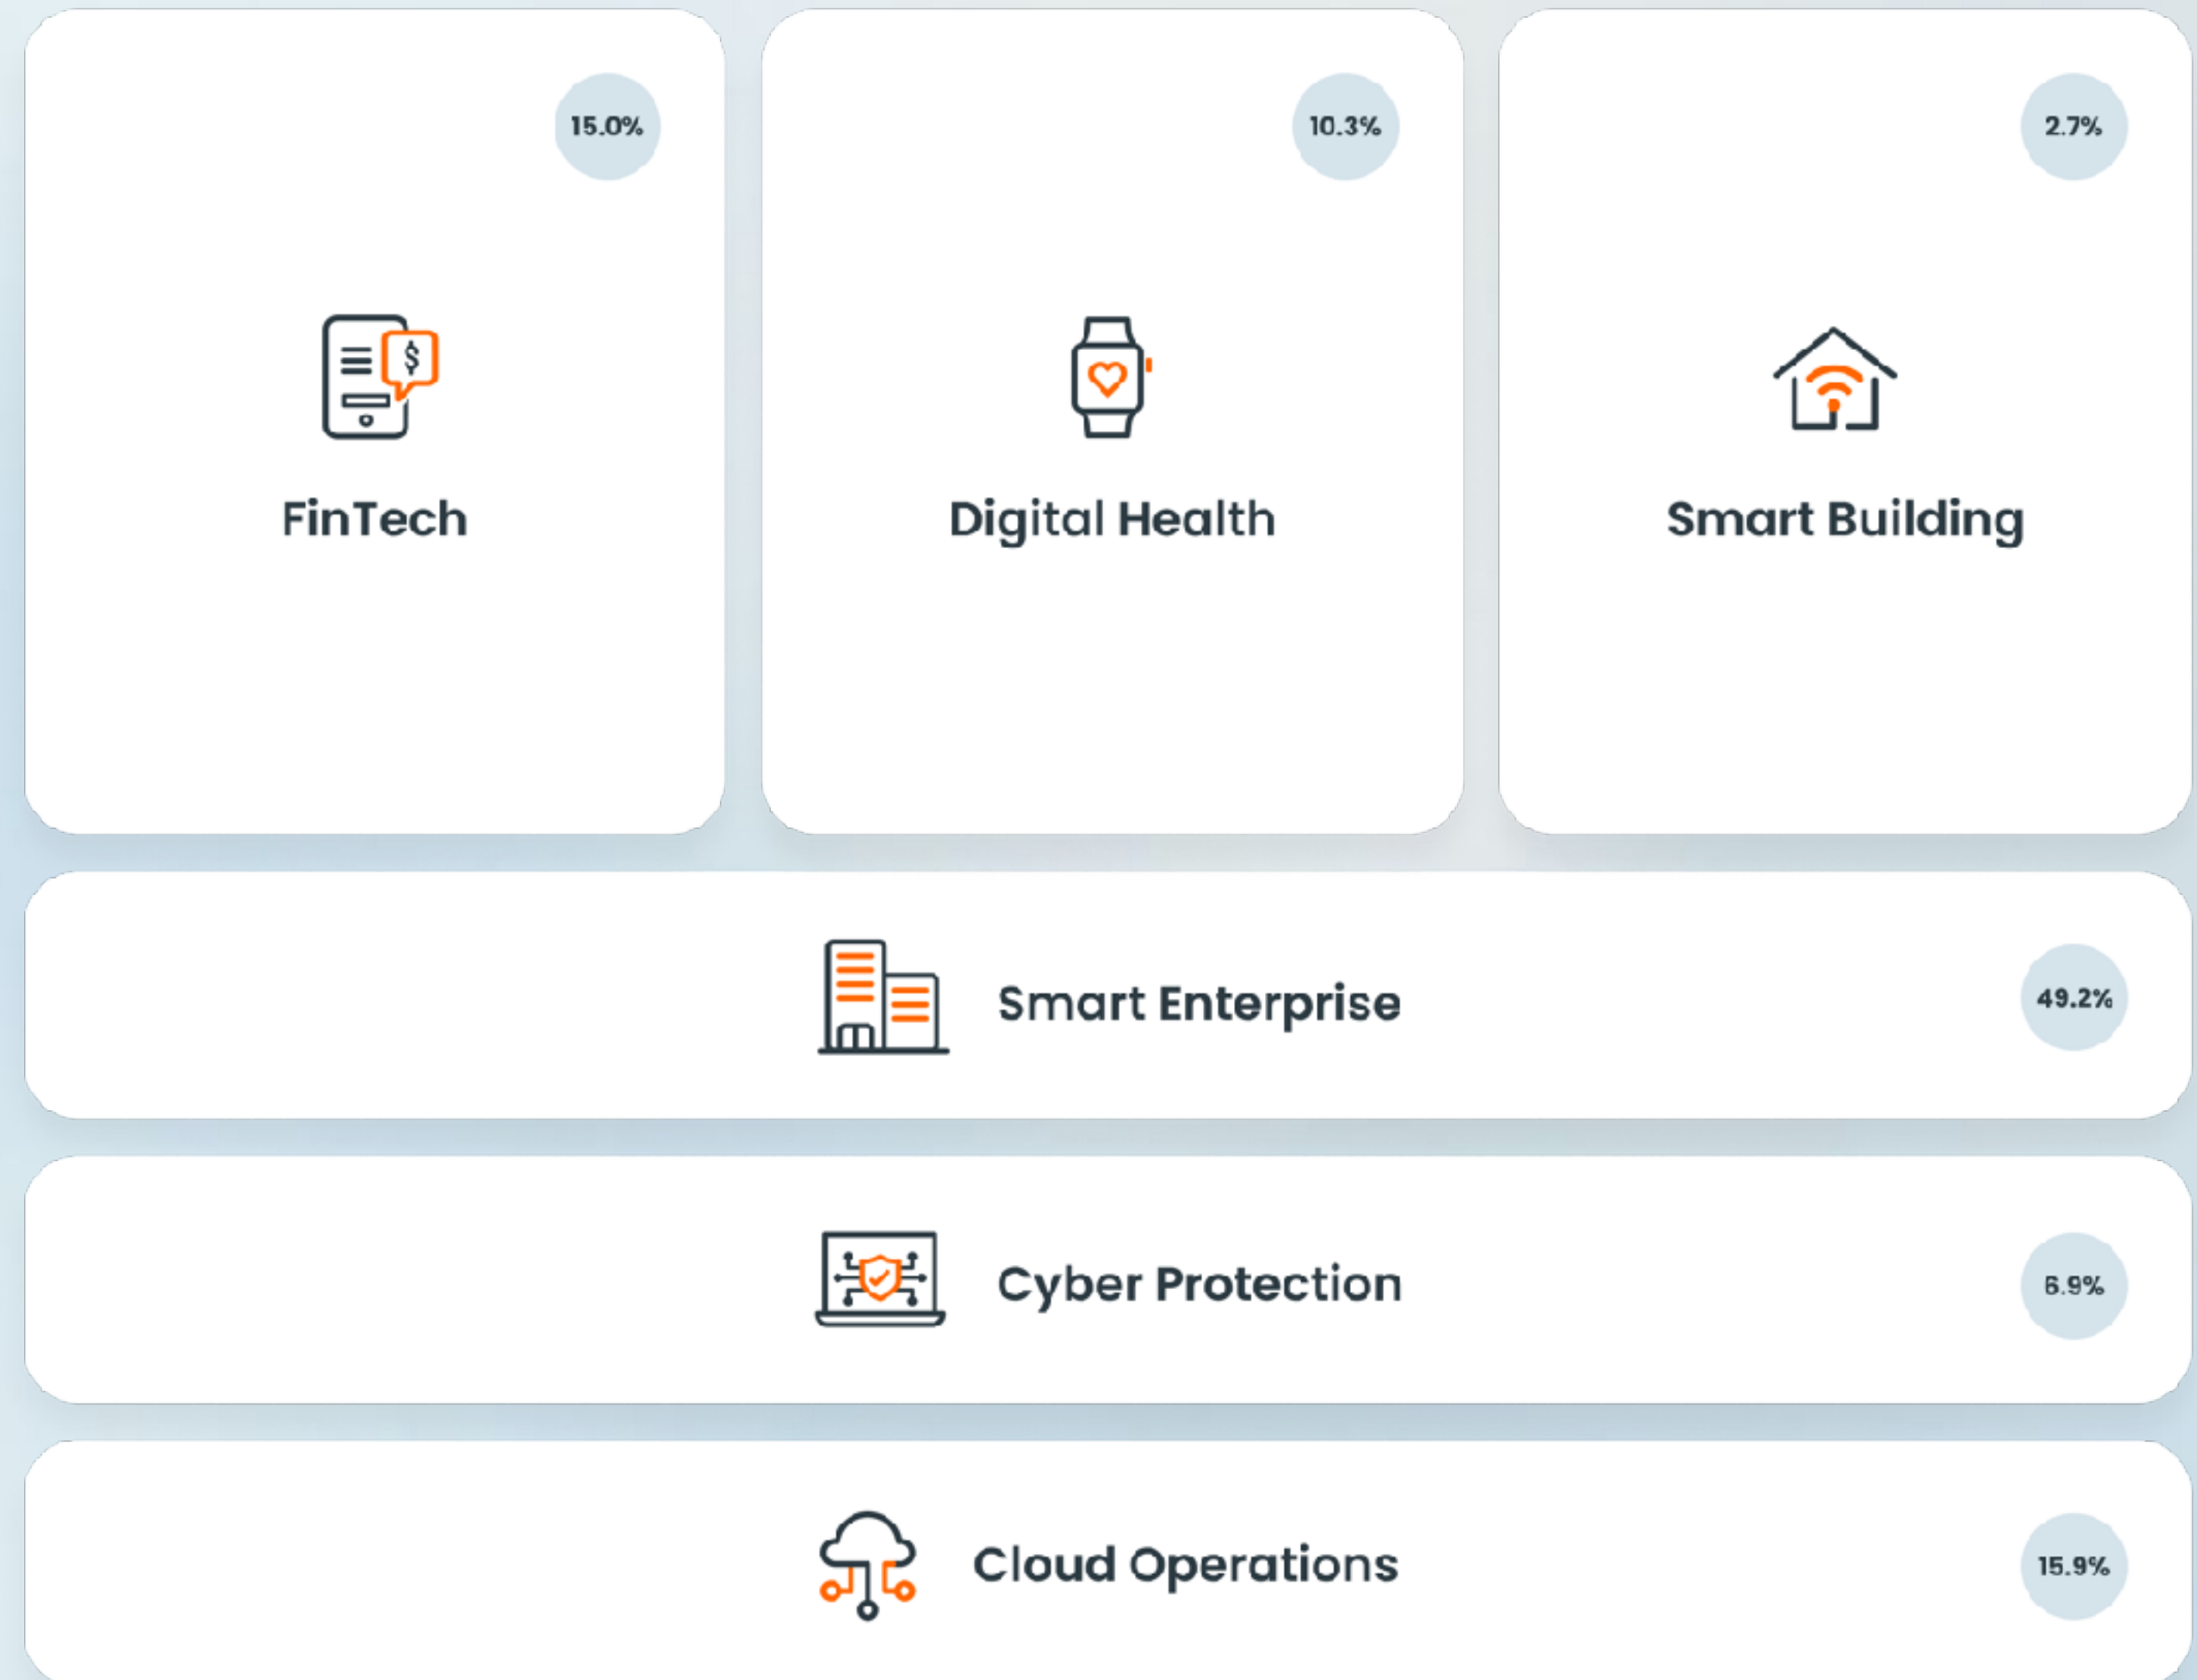 15.0%
10.3%
2.7%
$
FinTech
Digital Health
Smart Building
Smart Enterprise
49.2%
Cyber Protection
6.9%
Cloud Operations
15.9%